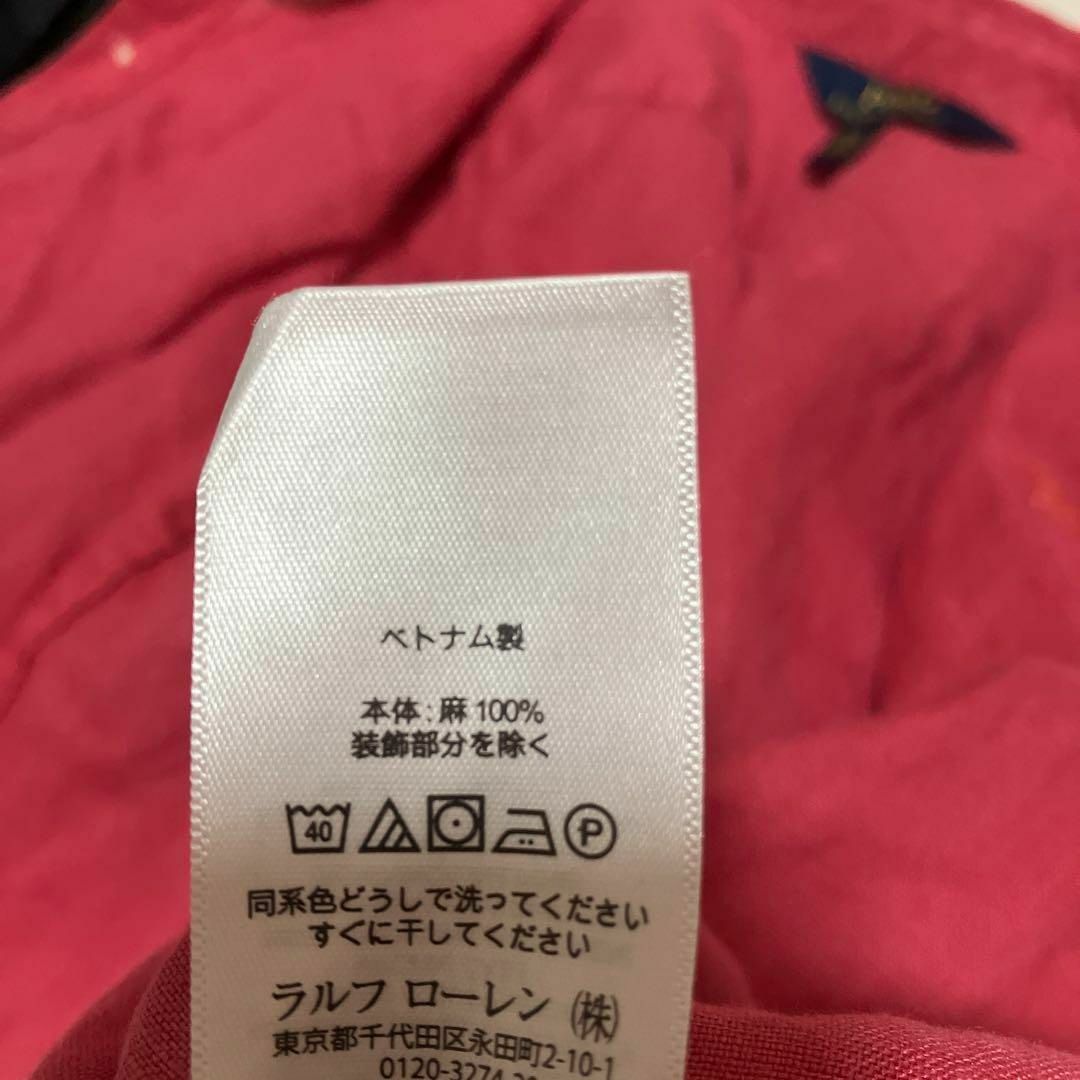 ベトナム製
本体:麻 100%
装飾部分を除く
40 P
同系色どうしで洗ってください
すぐに干してください
ラルフ ローレン (株)
東京都千代田区永田町2-10-1
0120-3274-